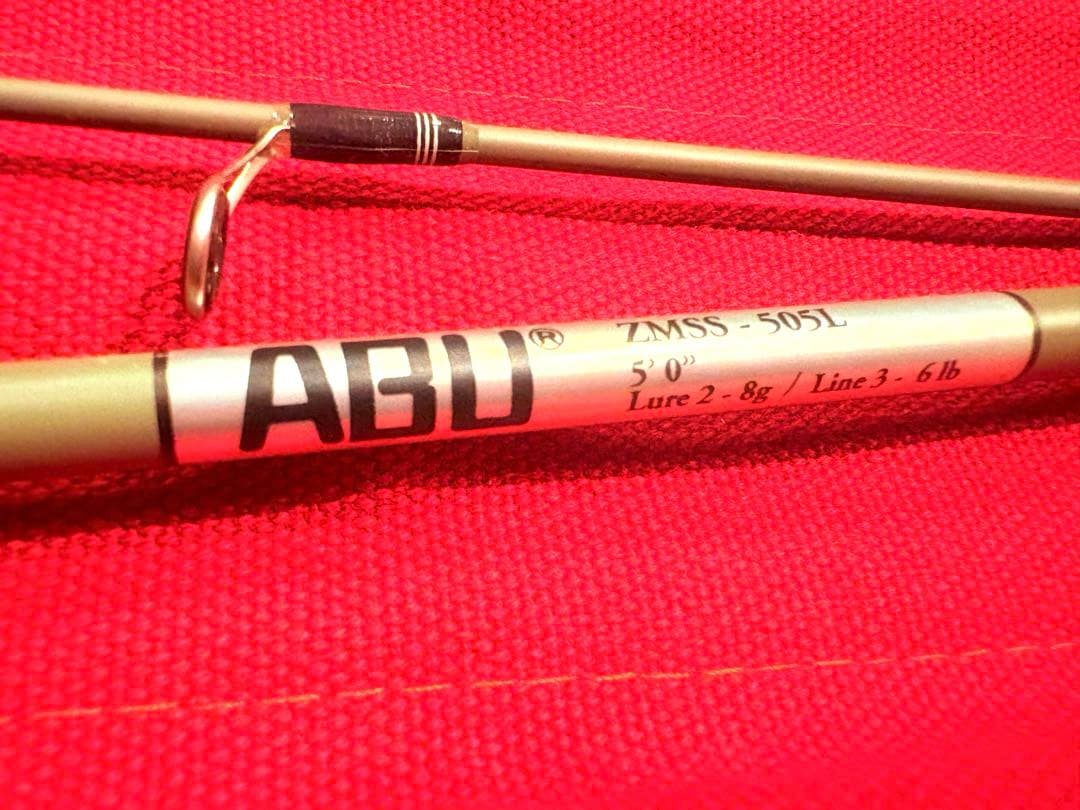 ABU®
ZMSS - 505L
5' 0"
Lure 2 - 8g / Line 3 - 6 lb